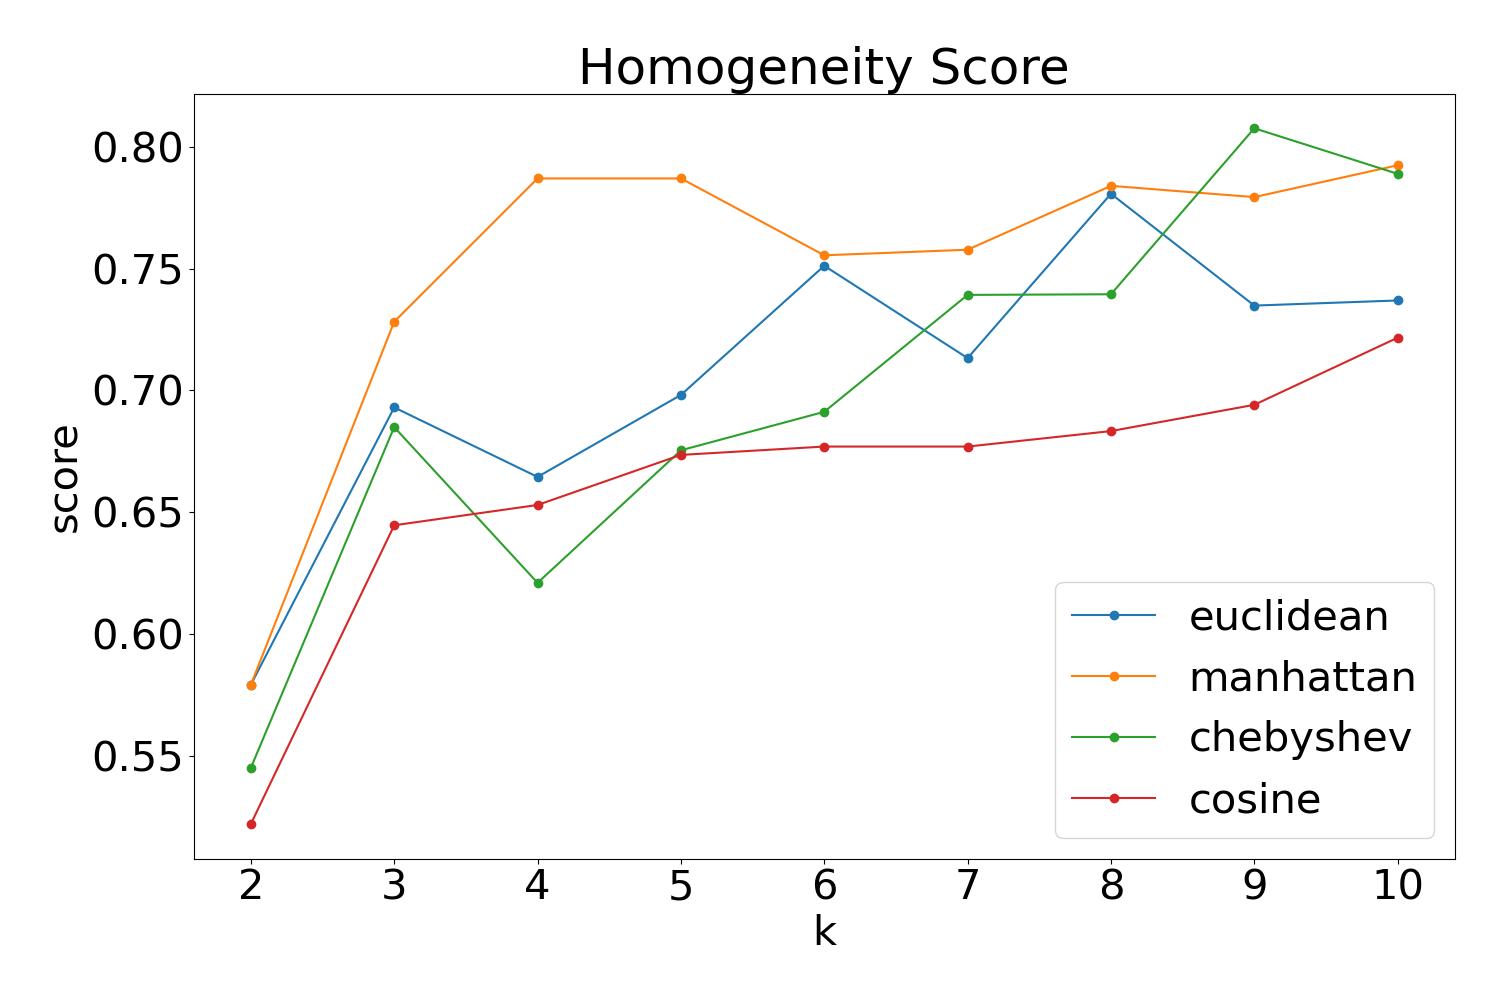 Homogeneity Score
0.80
0.75
0.70
0.65
0.60
0.55
score
euclidean
manhattan
chebyshev
cosine
2 3 4 5 6 7 8 9 10
k